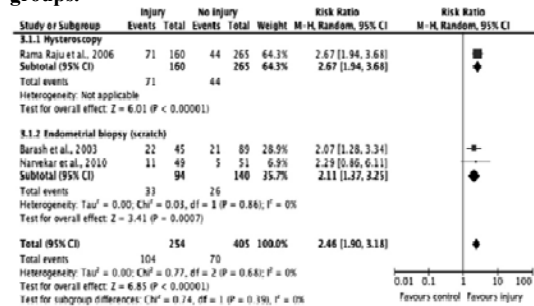 groups.
Injury No injury Risk Ratio Risk Ratio
Study or Subgroup Events Total Events Total Weight M-H, Random, 95% CI M-H, Random, 95% CI
3.1.1 Hysteroscopy
Rama Raju et al., 2006 71 160 44 265 64.3% 2.67 [1.94, 3.68]
Subtotal (95% CI) 160 265 64.3% 2.67 [1.94, 3.68]
Total events 71 44
Heterogeneity: Not applicable
Test for overall effect: Z = 6.01 (P < 0.00001)
3.1.2 Endometrial biopsy (scratch)
Barash et al., 2003 22 45 21 89 28.9% 2.07 [1.28, 3.34]
Narvekar et al., 2010 11 49 5 51 6.9% 2.29 [0.86, 6.11]
Subtotal (95% CI) 94 140 35.7% 2.11 [1.37, 3.25]
Total events 33 26
Heterogeneity: Tau² = 0.00; Chi² = 0.03, df = 1 (P = 0.86); I² = 0%
Test for overall effect: Z = 3.41 (P = 0.0007)
Total (95% CI) 254 405 100.0% 2.46 [1.90, 3.18]
Total events 104 70
Heterogeneity: Tau² = 0.00; Chi² = 0.77, df = 2 (P = 0.68); I² = 0%
Test for overall effect: Z = 6.85 (P < 0.00001)
Test for subgroup differences: Chi² = 0.74, df = 1 (P = 0.39), I² = 0%
0.01 0.1 1 10 100
Favours control Favours injury